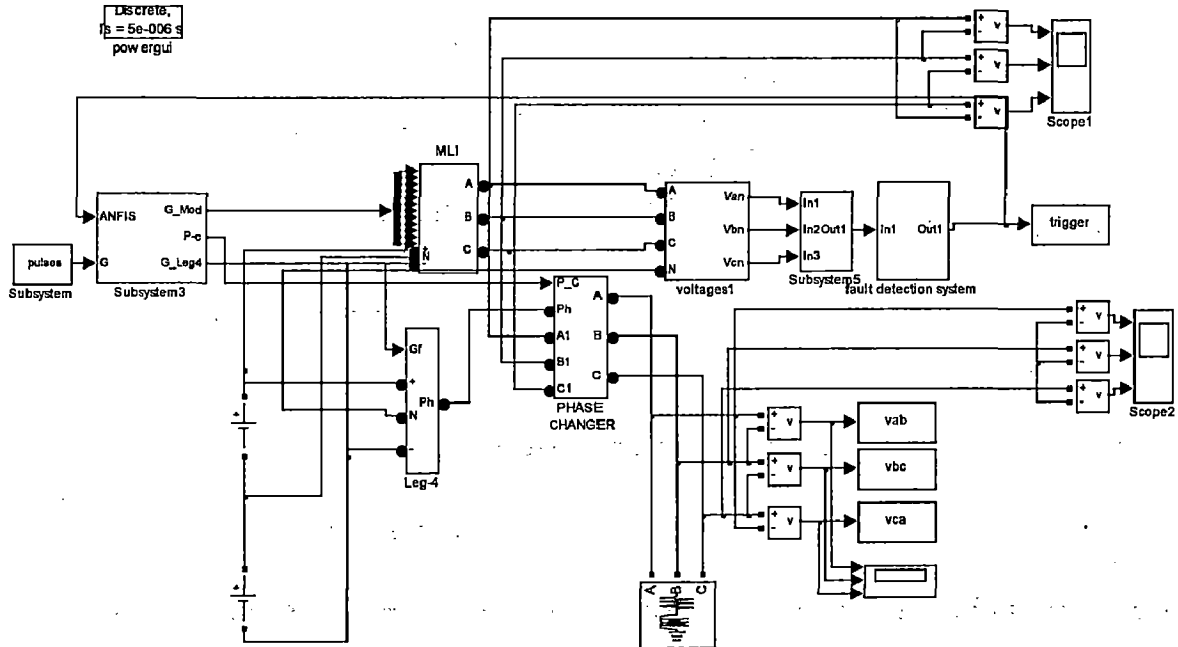 Discrete,
Ts = 5e-006 s
powergui
+
-
v
+
-
v
+
-
v
Scope1
MLI
A
B
C
+
N
-
ANFIS
G
G_Mod
P-c
G_Leg4
Subsystem3
pulses
Subsystem
A
B
C
N
Van
Vbn
Vcn
voltages1
In1
In2
In3
Out1
Subsystem5
In1
Out1
fault detection system
trigger
P_C
Ph
A1
B1
C1
A
B
C
PHASE
CHANGER
Gf
+
N
-
Ph
Leg-4
+
+
+
-
v
+
-
v
+
-
v
Scope2
+
-
v
+
-
v
+
-
v
vab
vbc
vca
A
B
C